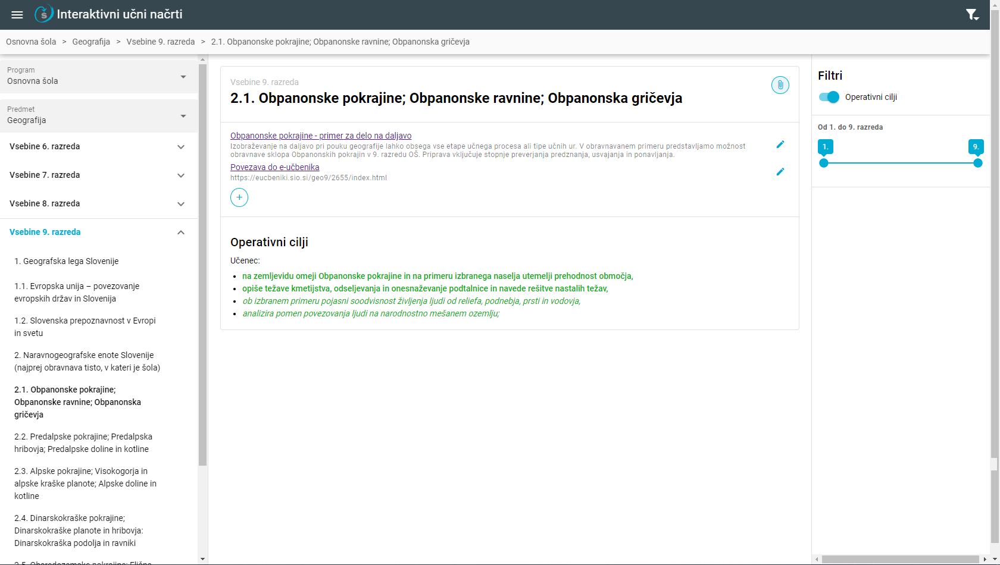 Interaktivni učni načrti
Osnovna šola > Geografija > Vsebine 9. razreda > 2.1. Obpanonske pokrajine; Obpanonske ravnine; Obpanonska gričevja
Program
Osnovna šola
Predmet
Geografija
Vsebine 6. razreda
Vsebine 7. razreda
Vsebine 8. razreda
Vsebine 9. razreda
1. Geografska lega Slovenije
1.1. Evropska unija – povezovanje
evropskih držav in Slovenija
1.2. Slovenska prepoznavnost v Evropi
in svetu
2. Naravnogeografske enote Slovenije
(najprej obravnava tisto, v kateri je šola)
2.1. Obpanonske pokrajine;
Obpanonske ravnine; Obpanonska
gričevja
2.2. Predalpske pokrajine; Predalpska
hribovja; Predalpske doline in kotline
2.3. Alpske pokrajine; Visokogorja in
alpske kraške planote; Alpske doline in
kotline
2.4. Dinarskokraške pokrajine;
Dinarskokraške planote in hribovja:
Dinarskokraška podolja in ravniki
Vsebine 9. razreda
2.1. Obpanonske pokrajine; Obpanonske ravnine; Obpanonska gričevja
Obpanonske pokrajine - primer za delo na daljavo
Izobraževanje na daljavo pri pouku geografije lahko obsega vse etape učnega procesa ali tipe učnih ur. V obravnavanem primeru predstavljamo možnost
obravnave sklopa Obpanonskih pokrajin v 9. razredu OŠ. Priprava vključuje stopnje preverjanja predznanja, usvajanja in ponavljanja.
Povezava do e-učbenika
https://eucbeniki.sio.si/geo9/2655/index.html
+
Operativni cilji
Učenec:
• na zemljevidu omeji Obpanonske pokrajine in na primeru izbranega naselja utemelji prehodnost območja,
• opiše težave kmetijstva, odseljevanja in onesnaževanje podtalnice in navede rešitve nastalih težav,
• ob izbranem primeru pojasni soodvisnost življenja ljudi od reliefa, podnebja, prsti in vodovja,
• analizira pomen povezovanja ljudi na narodnostno mešanem ozemlju;
Filtri
Operativni cilji
Od 1. do 9. razreda
1. 9.